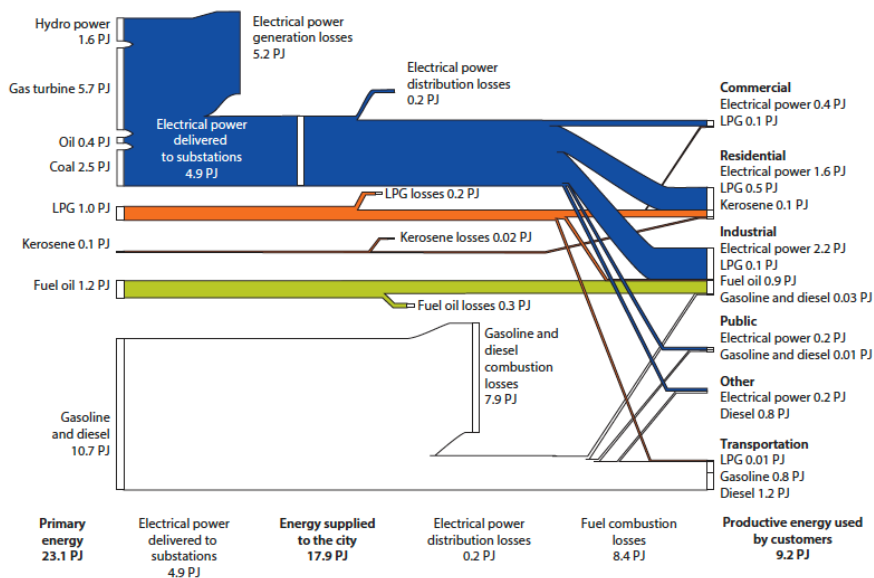 Hydro power
1.6 PJ
Gas turbine 5.7 PJ
Oil 0.4 PJ
Coal 2.5 PJ
LPG 1.0 PJ
Kerosene 0.1 PJ
Fuel oil 1.2 PJ
Gasoline
and diesel
10.7 PJ
Electrical power
generation losses
5.2 PJ
Electrical power
delivered
to substations
4.9 PJ
Electrical power
distribution losses
0.2 PJ
LPG losses 0.2 PJ
Kerosene losses 0.02 PJ
Fuel oil losses 0.3 PJ
Gasoline and
diesel
combustion
losses
7.9 PJ
Commercial
Electrical power 0.4 PJ
LPG 0.1 PJ
Residential
Electrical power 1.6 PJ
LPG 0.5 PJ
Kerosene 0.1 PJ
Industrial
Electrical power 2.2 PJ
LPG 0.1 PJ
Fuel oil 0.9 PJ
Gasoline and diesel 0.03 PJ
Public
Electrical power 0.2 PJ
Gasoline and diesel 0.01 PJ
Other
Electrical power 0.2 PJ
Diesel 0.8 PJ
Transportation
LPG 0.01 PJ
Gasoline 0.8 PJ
Diesel 1.2 PJ
Primary
energy
23.1 PJ
Electrical power
delivered to
substations
4.9 PJ
Energy supplied
to the city
17.9 PJ
Electrical power
distribution losses
0.2 PJ
Fuel combustion
losses
8.4 PJ
Productive energy used
by customers
9.2 PJ